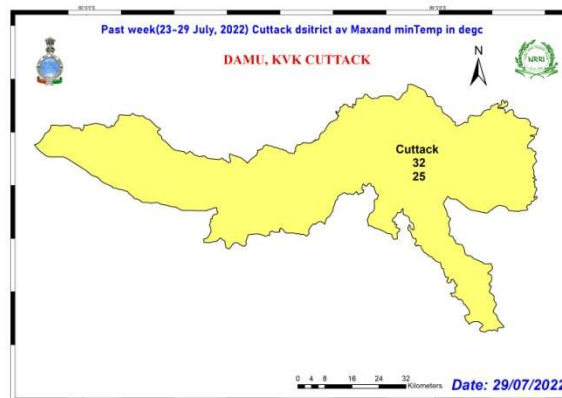 Past week(23-29 July, 2022) Cuttack dsitrict av Maxand minTemp in degc
DAMU, KVK CUTTACK
N
NRRI
Cuttack
32
25
0 4 8 16 24 32
Kilometers
Date: 29/07/2022